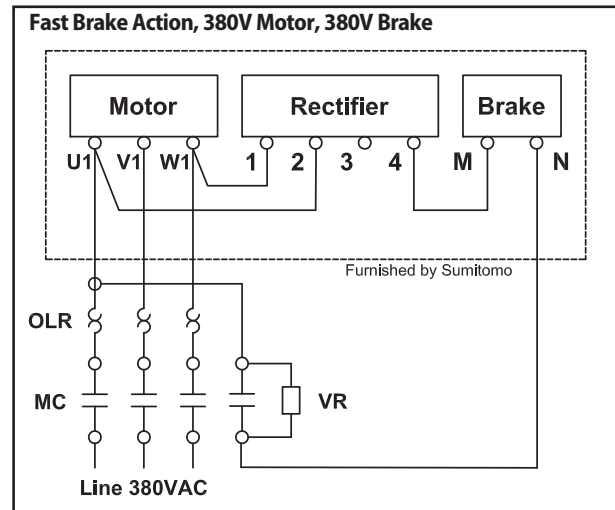 Fast Brake Action, 380V Motor, 380V Brake
Motor Rectifier Brake
U1 V1 W1 1 2 3 4 M N
Furnished by Sumitomo
OLR
MC VR
Line 380VAC